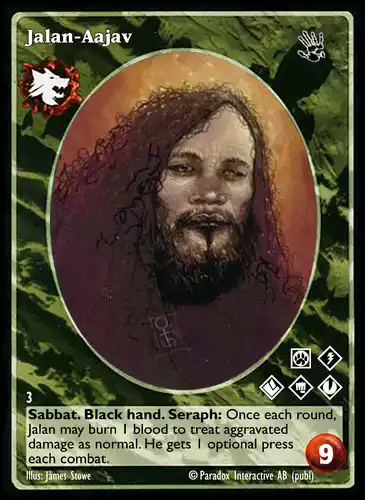 Jalan-Aajav
3
Sabbat. Black hand. Seraph: Once each round,
Jalan may burn 1 blood to treat aggravated
damage as normal. He gets 1 optional press
each combat.
9
Illus: James Stowe
© Paradox Interactive AB (publ)